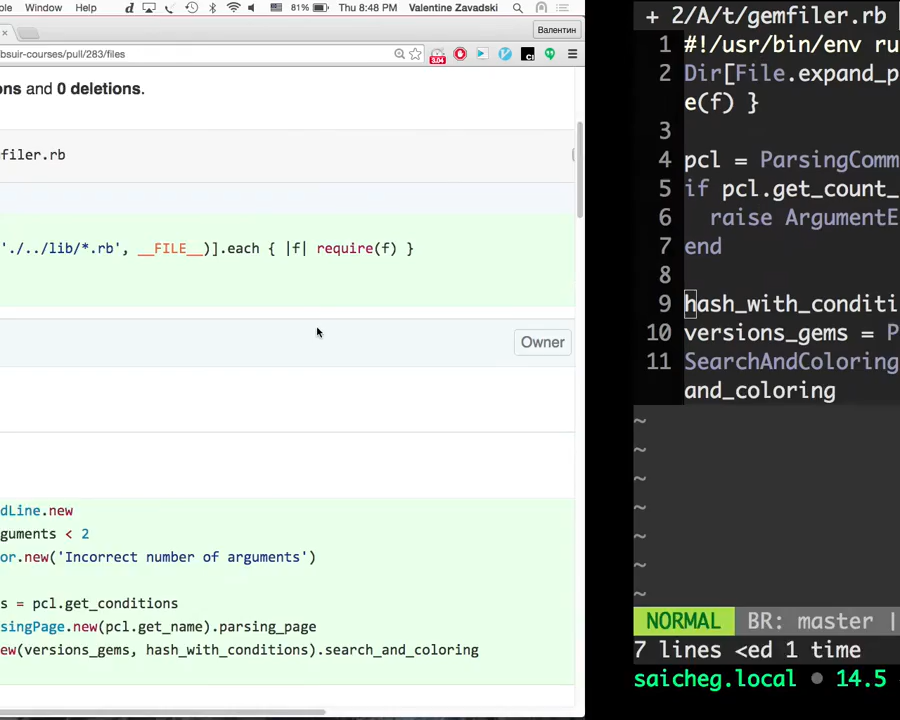 ole Window Help 81% Thu 8:48 PM Valentine Zavadski
Валентин
bsuir-courses/pull/283/files
3.04
ons and 0 deletions.
filer.rb
'./../lib/*.rb', __FILE__)].each { |f| require(f) }
Owner
dLine.new
guments < 2
or.new('Incorrect number of arguments')
s = pcl.get_conditions
singPage.new(pcl.get_name).parsing_page
ew(versions_gems, hash_with_conditions).search_and_coloring
+ 2/A/t/gemfiler.rb
1 #!/usr/bin/env ru
2 Dir[File.expand_p
e(f) }
3
4 pcl = ParsingComm
5 if pcl.get_count_
6 raise ArgumentE
7 end
8
9 hash_with_conditi
10 versions_gems = P
11 SearchAndColoring
and_coloring
~
~
~
~
~
~
~
NORMAL BR: master |
7 lines <ed 1 time
saicheg.local • 14.5